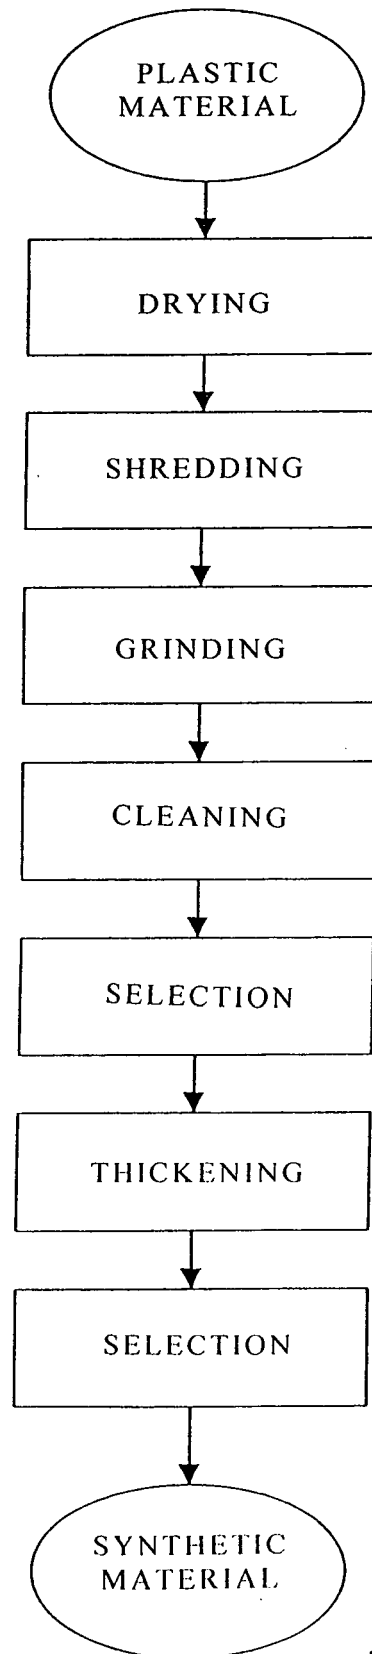 PLASTIC
MATERIAL
DRYING
SHREDDING
GRINDING
CLEANING
SELECTION
THICKENING
SELECTION
SYNTHETIC
MATERIAL